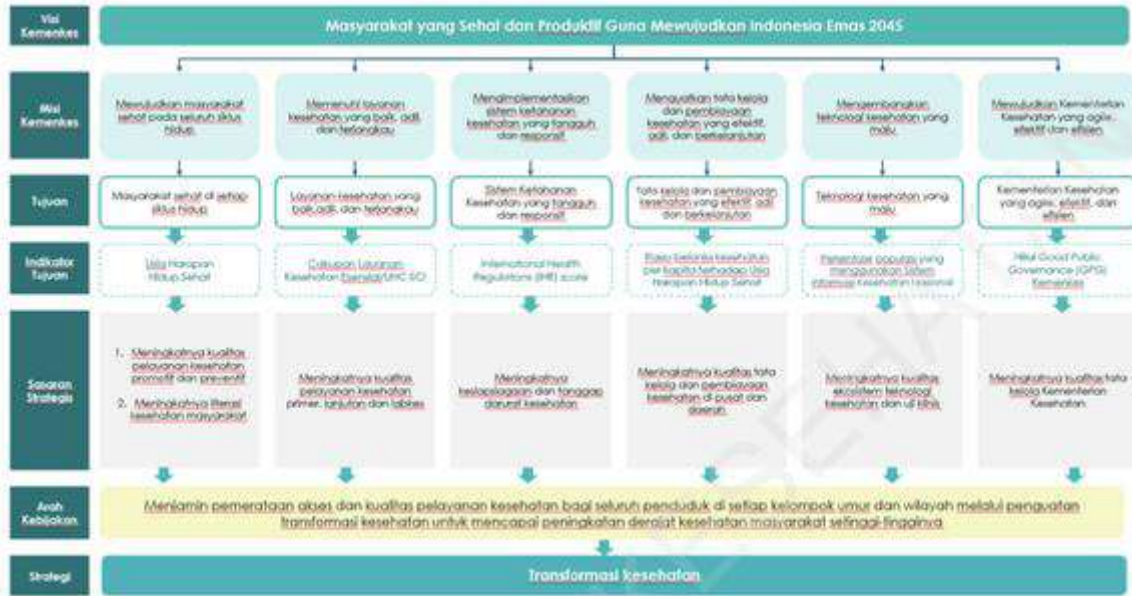 Visi
Kemenkes
Masyarakat yang Sehat dan Produktif Guna Mewujudkan Indonesia Emas 2045
Misi
Kemenkes
Mewujudkan masyarakat
sehat pada seluruh siklus
hidup
Memenuhi layanan
kesehatan yang baik, adil,
dan terjangkau
Mengimplementasikan
sistem ketahanan
kesehatan yang tangguh
dan responsif
Menguatkan tata kelola
dan pembiayaan
kesehatan yang efektif,
adil, dan berkelanjutan
Mengembangkan
teknologi kesehatan yang
maju
Mewujudkan Kementerian
Kesehatan yang agile,
efektif dan efisien
Tujuan
Masyarakat sehat di setiap
siklus hidup
Layanan kesehatan yang
baik,adil, dan terjangkau
Sistem Ketahanan
Kesehatan yang tangguh
dan responsif
Tata kelola dan pembiayaan
kesehatan yang efektif, adil
dan berkelanjutan
Teknologi kesehatan yang
maju
Kementerian Kesehatan
yang agile, efektif, dan
efisien
Indikator
Tujuan
Usia Harapan
Hidup Sehat
Cakupan Layanan
Kesehatan Esensial/UHC SCI
International Health
Regulations (IHR) score
Rasio belanja kesehatan
per kapita terhadap Usia
Harapan Hidup Sehat
Persentase populasi yang
menggunakan Sistem
Informasi Kesehatan Nasional
Nilai Good Public
Governance (GPG)
Kemenkes
Sasaran
Strategis
1. Meningkatnya kualitas
pelayanan kesehatan
promotif dan preventif
2. Meningkatnya literasi
kesehatan masyarakat
Meningkatnya kualitas
pelayanan kesehatan
primer, lanjutan dan labkes
Meningkatnya
kesiapsiagaan dan tanggap
darurat kesehatan
Meningkatnya kualitas tata
kelola dan pembiayaan
kesehatan di pusat dan
daerah
Meningkatnya kualitas
ekosistem teknologi
kesehatan dan uji klinis
Meningkatnya kualitas tata
kelola Kementerian
Kesehatan
Arah
Kebijakan
Menjamin pemerataan akses dan kualitas pelayanan kesehatan bagi seluruh penduduk di setiap kelompok umur dan wilayah melalui penguatan
transformasi kesehatan untuk mencapai peningkatan derajat kesehatan masyarakat setinggi-tingginya
Strategi
Transformasi kesehatan